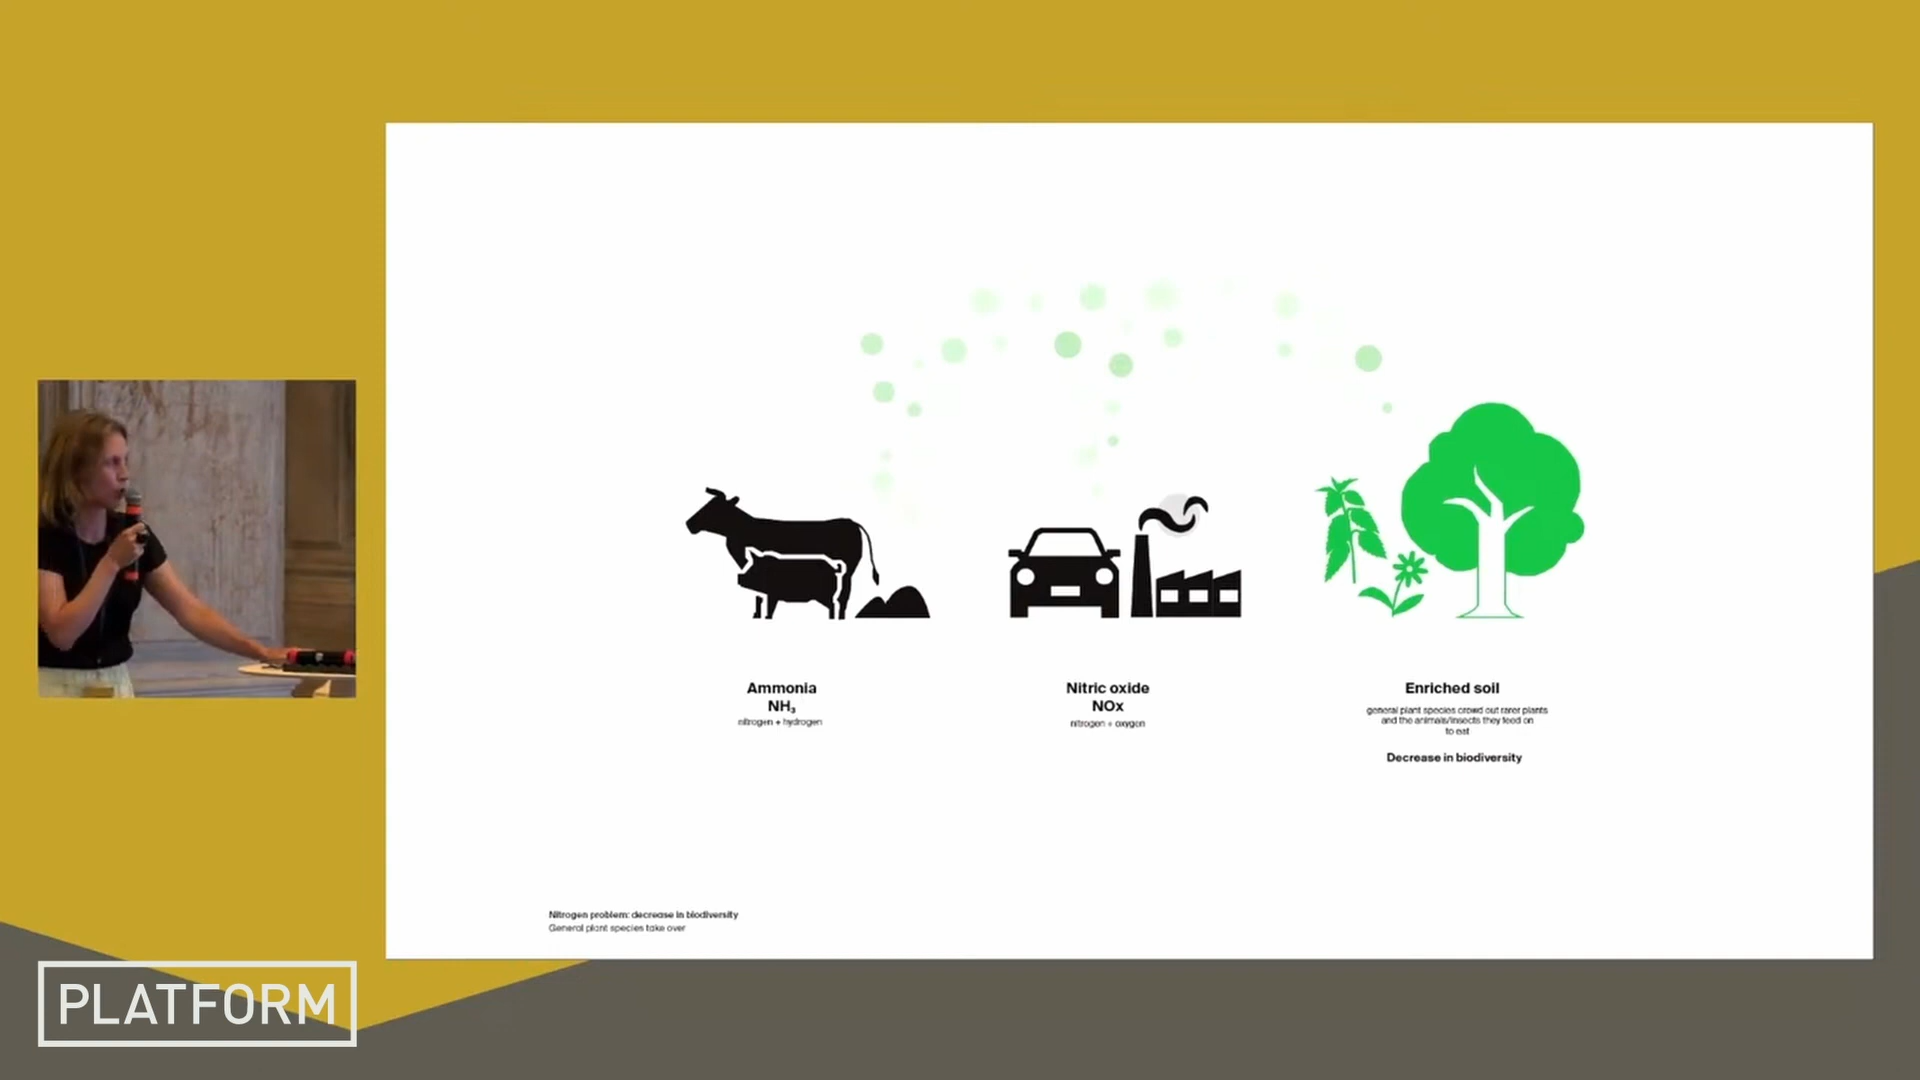 Ammonia
NH₃
nitrogen + hydrogen
Nitric oxide
NOx
nitrogen + oxygen
Enriched soil
general plant species crowd out rarer plants
and the animals/insects they feed on
to eat
Decrease in biodiversity
Nitrogen problem: decrease in biodiversity
General plant species take over
PLATFORM